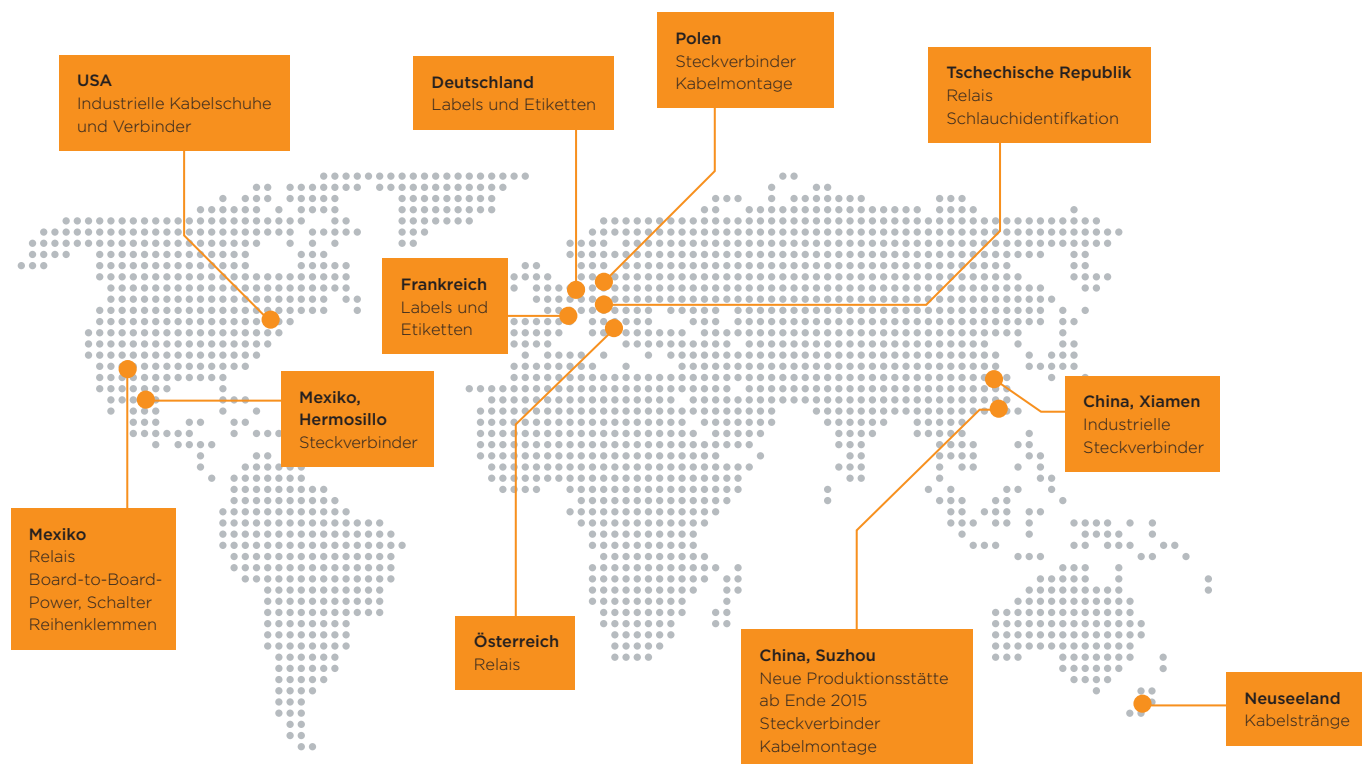 USA
Industrielle Kabelschuhe
und Verbinder
Deutschland
Labels und Etiketten
Polen
Steckverbinder
Kabelmontage
Tschechische Republik
Relais
Schlauchidentifkation
Frankreich
Labels und
Etiketten
Mexiko,
Hermosillo
Steckverbinder
China, Xiamen
Industrielle
Steckverbinder
Mexiko
Relais
Board-to-Board-
Power, Schalter
Reihenklemmen
Österreich
Relais
China, Suzhou
Neue Produktionsstätte
ab Ende 2015
Steckverbinder
Kabelmontage
Neuseeland
Kabelstränge